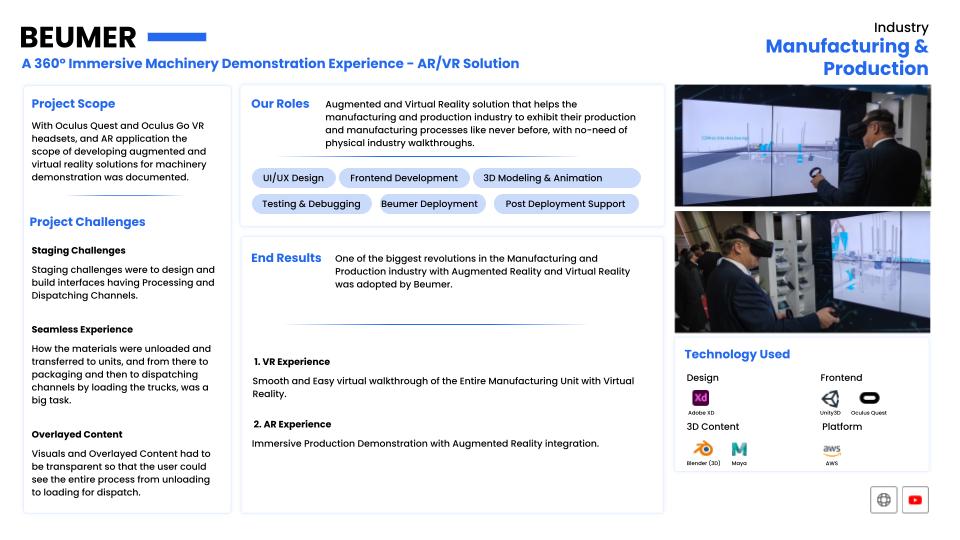 BEUMER
A 360° Immersive Machinery Demonstration Experience - AR/VR Solution
Industry
Manufacturing &
Production
Project Scope
With Oculus Quest and Oculus Go VR
headsets, and AR application the
scope of developing augmented and
virtual reality solutions for machinery
demonstration was documented.
Project Challenges
Staging Challenges
Staging challenges were to design and
build interfaces having Processing and
Dispatching Channels.
Seamless Experience
How the materials were unloaded and
transferred to units, and from there to
packaging and then to dispatching
channels by loading the trucks, was a
big task.
Overlayed Content
Visuals and Overlayed Content had to
be transparent so that the user could
see the entire process from unloading
to loading for dispatch.
Our Roles
Augmented and Virtual Reality solution that helps the
manufacturing and production industry to exhibit their production
and manufacturing processes like never before, with no-need of
physical industry walkthroughs.
UI/UX Design
Frontend Development
3D Modeling & Animation
Testing & Debugging
Beumer Deployment
Post Deployment Support
End Results
One of the biggest revolutions in the Manufacturing and
Production industry with Augmented Reality and Virtual Reality
was adopted by Beumer.
1. VR Experience
Smooth and Easy virtual walkthrough of the Entire Manufacturing Unit with Virtual
Reality.
2. AR Experience
Immersive Production Demonstration with Augmented Reality integration.
Technology Used
Design
Xd
Adobe XD
Frontend
Unity3D
Oculus Quest
3D Content
Blender (3D)
M
Maya
Platform
aws
AWS